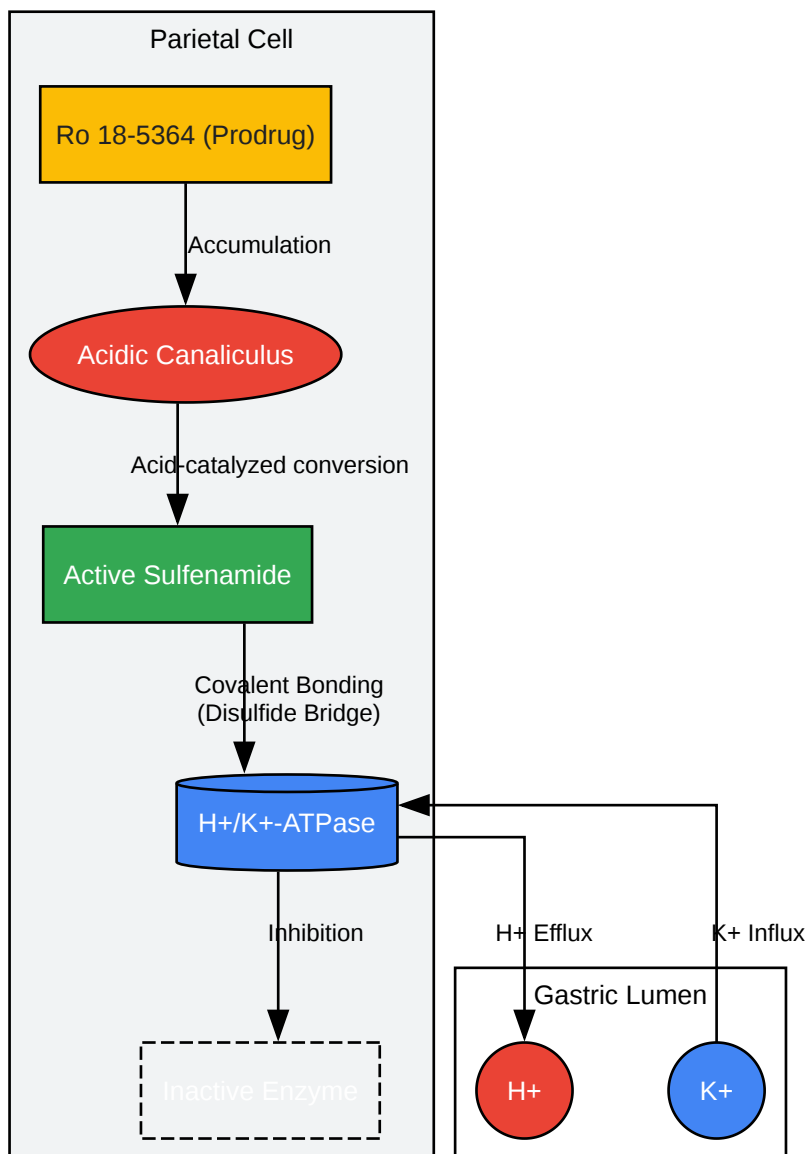 Parietal Cell
Ro 18-5364 (Prodrug)
Accumulation
Acidic Canaliculus
Acid-catalyzed conversion
Active Sulfenamide
Covalent Bonding
(Disulfide Bridge)
H+/K+-ATPase
Inhibition
H+ Efflux
K+ Influx
Gastric Lumen
Inactive Enzyme
H+
K+